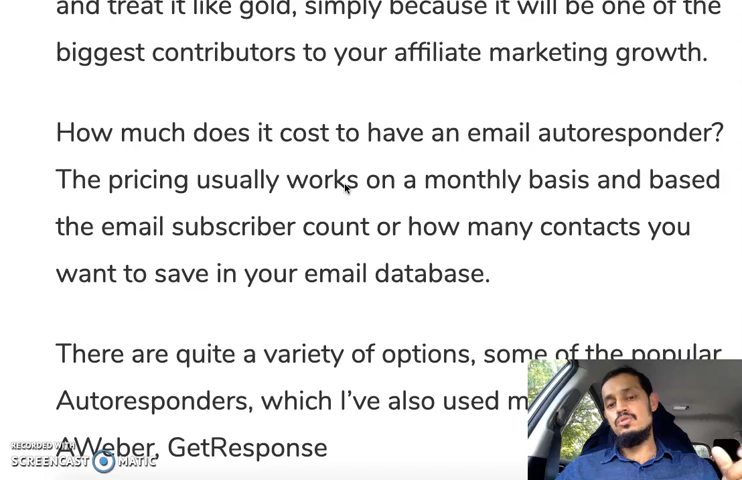 and treat it like gold, simply because it will be one of the
biggest contributors to your affiliate marketing growth.
How much does it cost to have an email autoresponder?
The pricing usually works on a monthly basis and based
the email subscriber count or how many contacts you
want to save in your email database.
There are quite a variety of options, some of the popular
Autoresponders, which I’ve also used
AWeber, GetResponse
RECORDED WITH
SCREENCAST MATIC